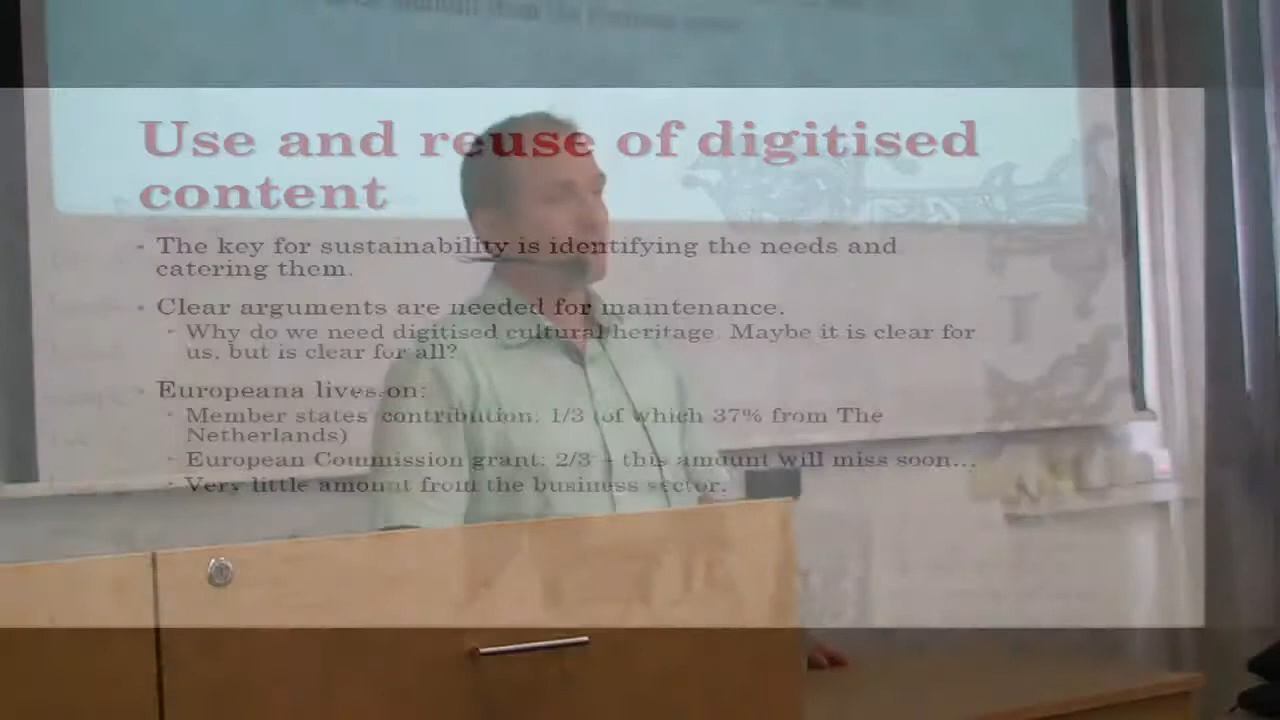 Use and reuse of digitised
content
- The key for sustainability is identifying the needs and
catering them.
- Clear arguments are needed for maintenance.
- Why do we need digitised cultural heritage. Maybe it is clear for
us, but is clear for all?
- Europeana lives on:
- Member states' contribution: 1/3 (of which 37% from The
Netherlands)
- European Commission grant: 2/3 – this amount will miss soon...
- Very little amount from the business sector.